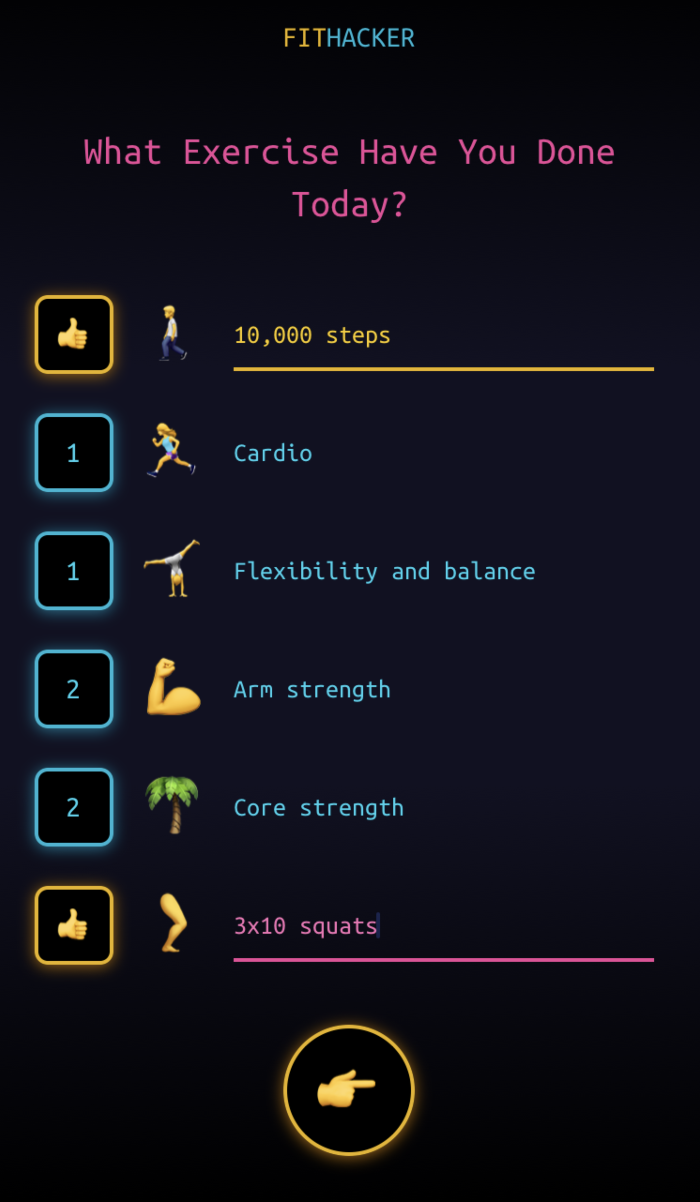 FITHACKER
What Exercise Have You Done
Today?
10,000 steps
1 Cardio
1 Flexibility and balance
2 Arm strength
2 Core strength
3x10 squats